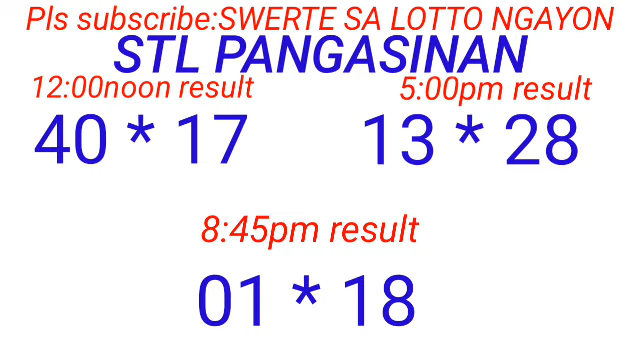 Pls subscribe:SWERTE SA LOTTO NGAYON
STL PANGASINAN
12:00noon result
40 * 17
5:00pm result
13 * 28
8:45pm result
01 * 18